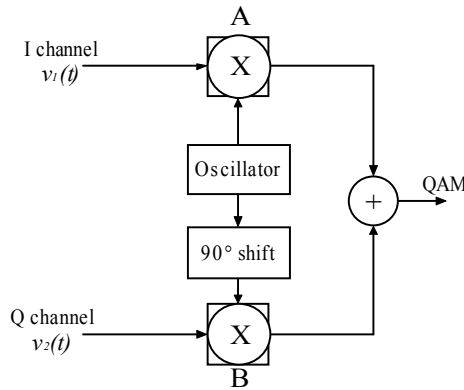 A
I channel
v₁(t)
X
Oscillator
+
QAM
90° shift
Q channel
v₂(t)
X
B